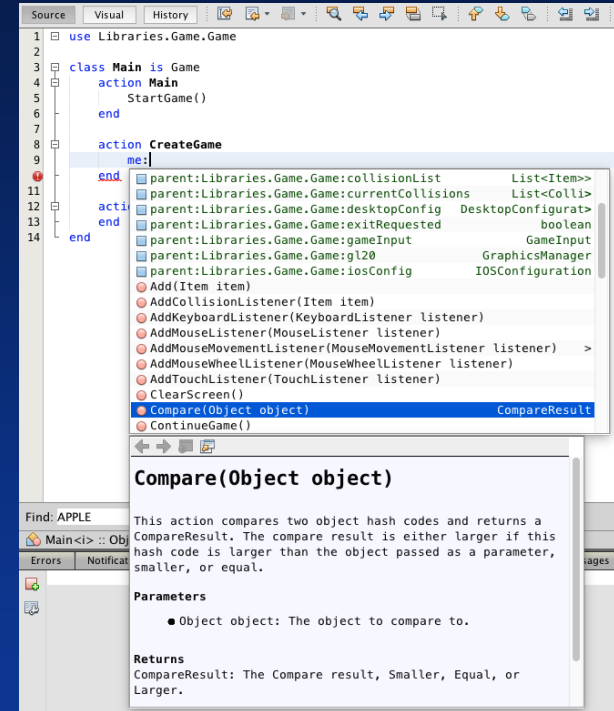 Source Visual History
1 use Libraries.Game.Game
2
3 class Main is Game
4 action Main
5 StartGame()
6 end
7
8 action CreateGame
9 me:
end
11
12 acti
13 end
14 end
parent:Libraries.Game.Game:collisionList List<Item>>
parent:Libraries.Game.Game:currentCollisions List<Colli>
parent:Libraries.Game.Game:desktopConfig DesktopConfigurat>
parent:Libraries.Game.Game:exitRequested boolean
parent:Libraries.Game.Game:gameInput GameInput
parent:Libraries.Game.Game:gl20 GraphicsManager
parent:Libraries.Game.Game:iosConfig IOSConfiguration
Add(Item item)
AddCollisionListener(Item item)
AddKeyboardListener(KeyboardListener listener)
AddMouseListener(MouseListener listener)
AddMouseMovementListener(MouseMovementListener listener) >
AddMouseWheelListener(MouseWheelListener listener)
AddTouchListener(TouchListener listener)
ClearScreen()
Compare(Object object) CompareResult
ContinueGame()
Compare(Object object)
This action compares two object hash codes and returns a
CompareResult. The compare result is either larger if this
hash code is larger than the object passed as a parameter,
smaller, or equal.
Parameters
Object object: The object to compare to.
Returns
CompareResult: The Compare result, Smaller, Equal, or
Larger.
Find: APPLE
Main<i> :: Obj
Errors Notificat sages